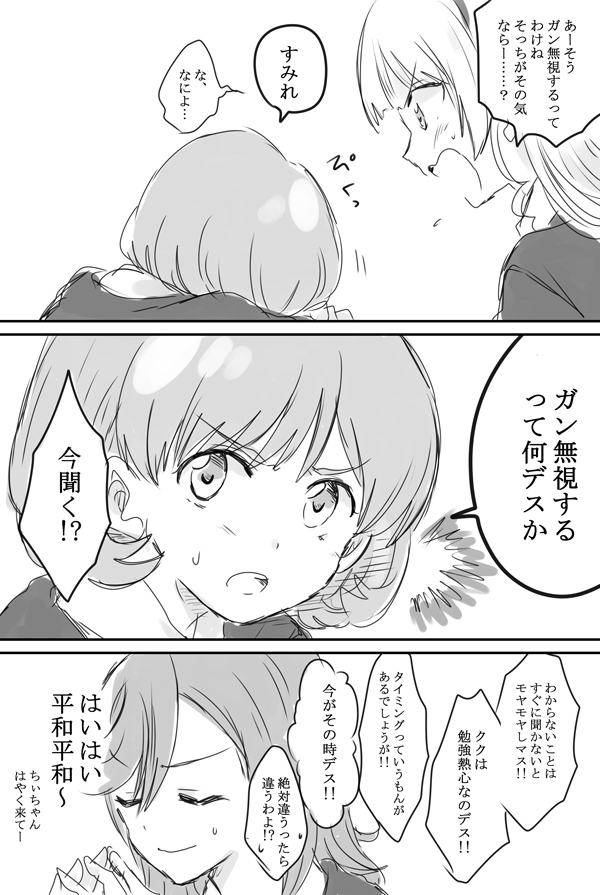 あーそう
ガン無視するって
わけね
そっちがその気
なら――……？
すみれ
な、
なによ…
ぴくっ
ガン無視する
って何デスか
今聞く!?
わからないことは
すぐに聞かないと
モヤモヤしマス!!
ククは
勉強熱心なのデス!!
タイミングっていうもんが
あるでしょうが!!
今がその時デス!!
絶対違うったら
違うわよ!?
はいはい
平和平和～
ちぃちゃん
はやく来てー